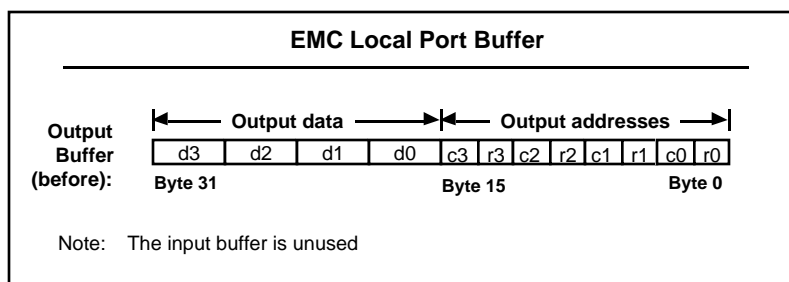 EMC Local Port Buffer
Output data Output addresses
Output
Buffer
(before):
d3 d2 d1 d0 c3 r3 c2 r2 c1 r1 c0 r0
Byte 31 Byte 15 Byte 0
Note: The input buffer is unused